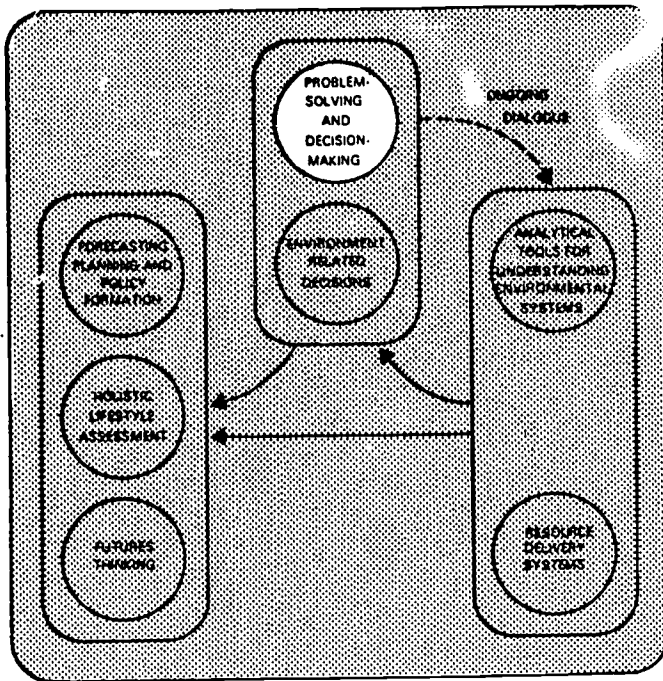 PROBLEM-
SOLVING
AND
DECISION-
MAKING
ONGOING
DIALOGUE
ENVIRONMENT
RELATED
DECISIONS
FORECASTING
PLANNING AND
POLICY
FORMATION
HOLISTIC
LIFESTYLE
ASSESSMENT
FUTURES
THINKING
ANALYTICAL
TOOLS FOR
UNDERSTANDING
ENVIRONMENTAL
SYSTEMS
RESOURCE
DELIVERY
SYSTEMS